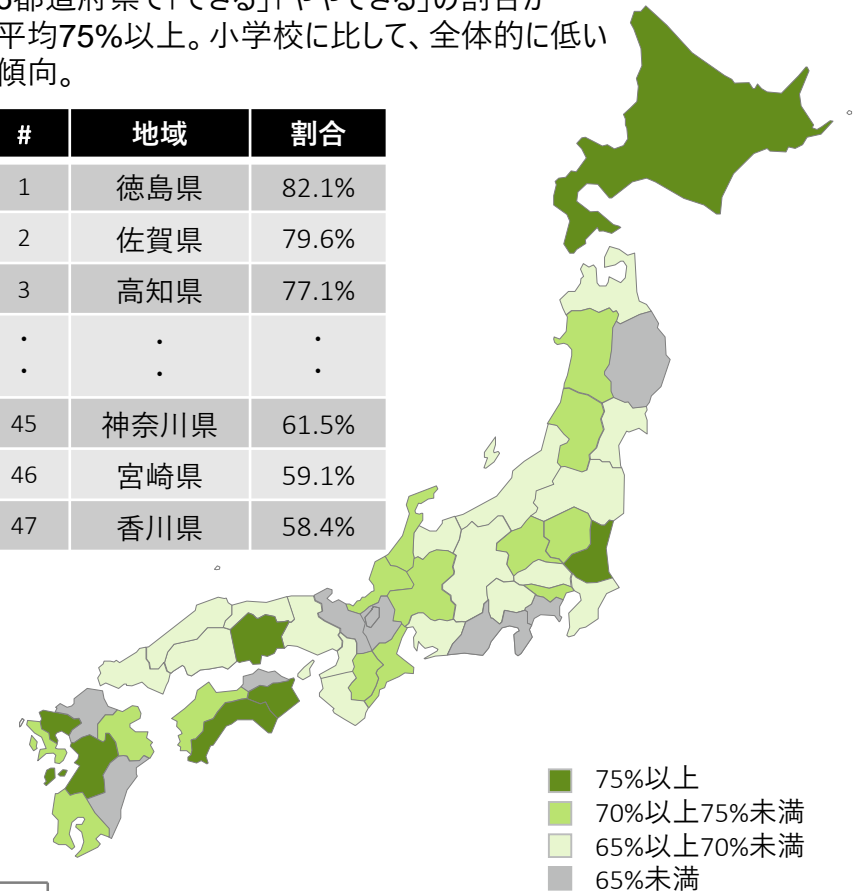 平均75%以上。小学校に比して、全体的に低い
傾向。
# 地域 割合
1 徳島県 82.1%
2 佐賀県 79.6%
3 高知県 77.1%
・ ・ ・
・ ・ ・
45 神奈川県 61.5%
46 宮崎県 59.1%
47 香川県 58.4%
75%以上
70%以上75%未満
65%以上70%未満
65%未満